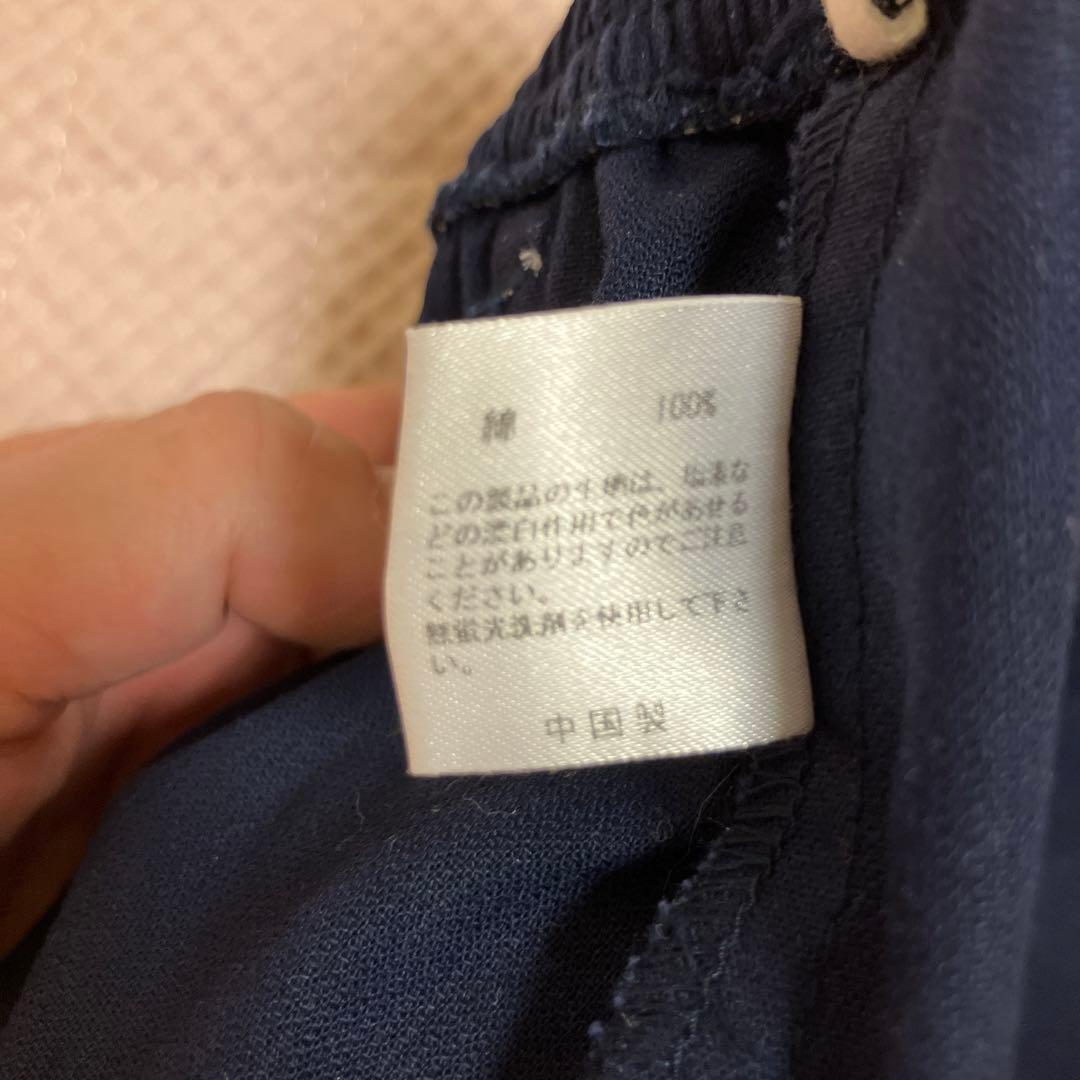 綿 100%
この製品の生地は、塩素な
どの漂白作用で色があせる
ことがありますのでご注意
ください。
無蛍光洗剤を使用して下さ
い。
中国製